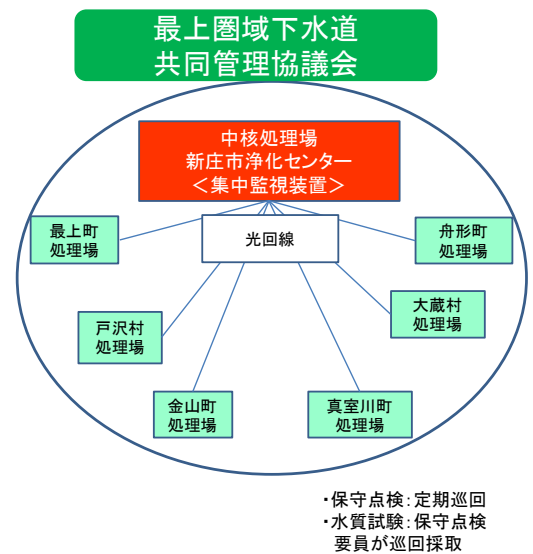 最上圏域下水道
共同管理協議会
中核処理場
新庄市浄化センター
＜集中監視装置＞
光回線
最上町
処理場
舟形町
処理場
戸沢村
処理場
大蔵村
処理場
金山町
処理場
真室川町
処理場
・保守点検：定期巡回
・水質試験：保守点検
要員が巡回採取